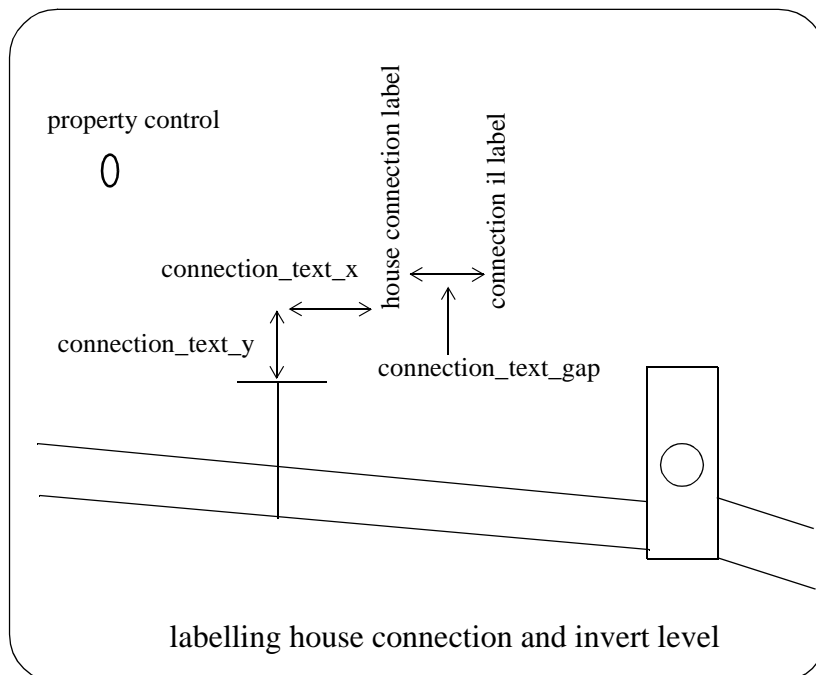 property control
house connection label
connection il label
connection_text_x
connection_text_y
connection_text_gap
labelling house connection and invert level